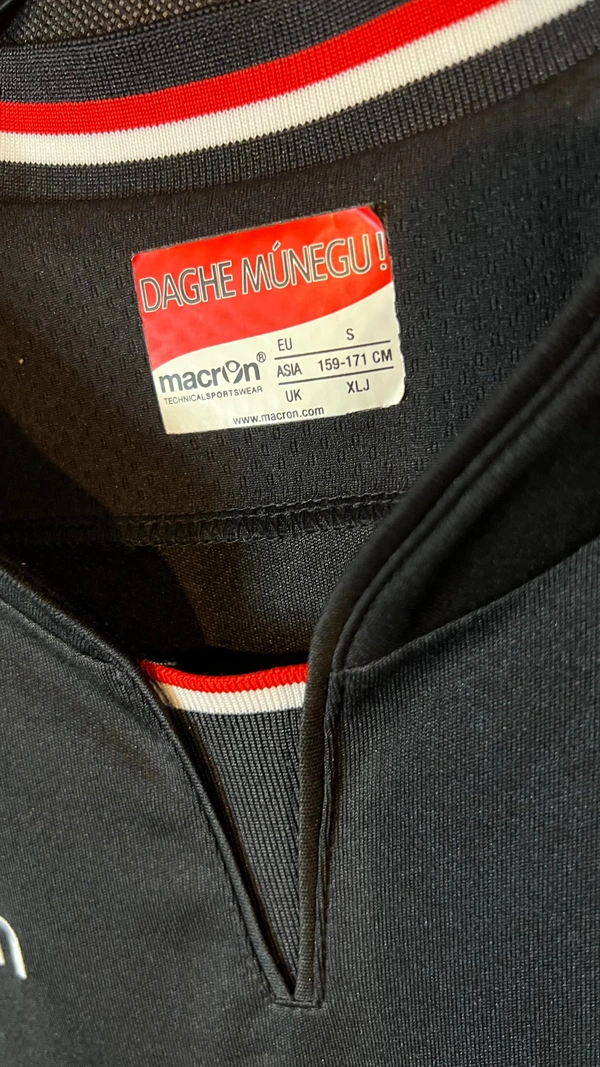 DAGHE MÚNEGU!
macron®
TECHNICALSPORTSWEAR
EU S
ASIA 159-171 CM
UK XLJ
www.macron.com